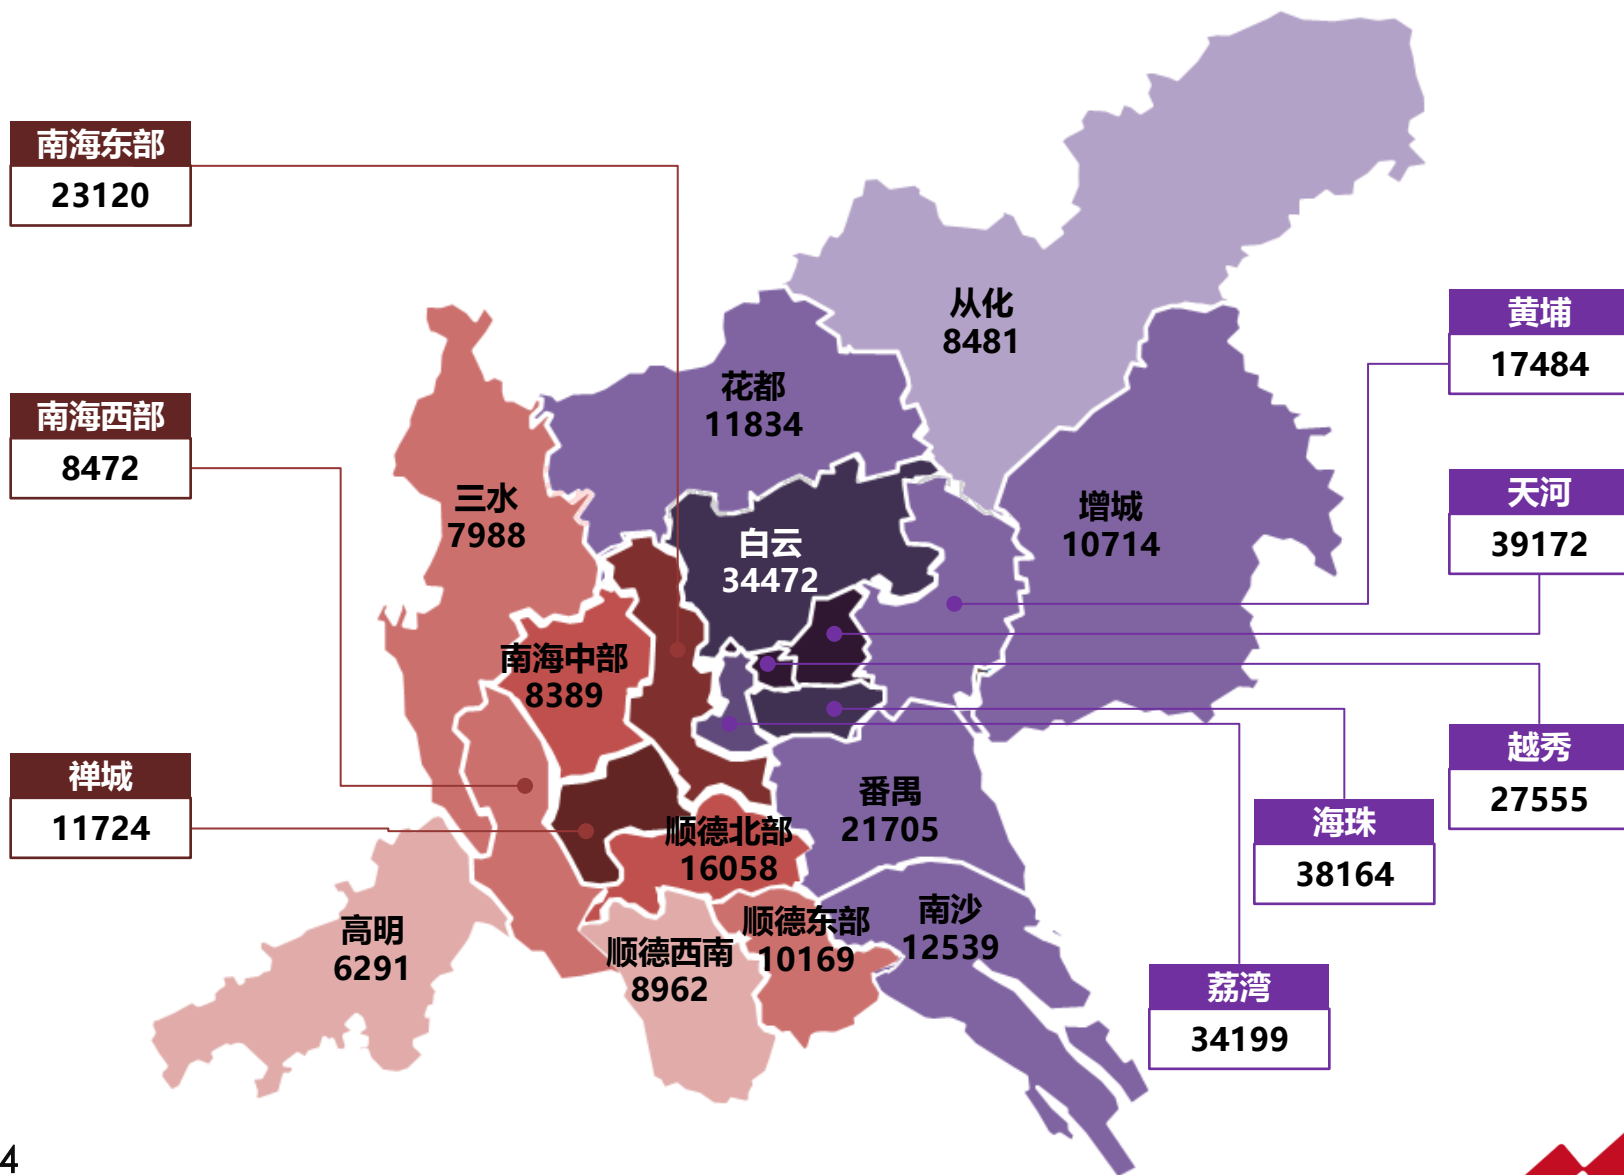 南海东部
23120
从化
8481
黄埔
17484
花都
11834
南海西部
8472
三水
7988
增城
10714
天河
39172
白云
34472
南海中部
8389
越秀
27555
禅城
11724
番禺
21705
海珠
38164
顺德北部
16058
高明
6291
顺德西南
8962
顺德东部
10169
南沙
12539
荔湾
34199
4